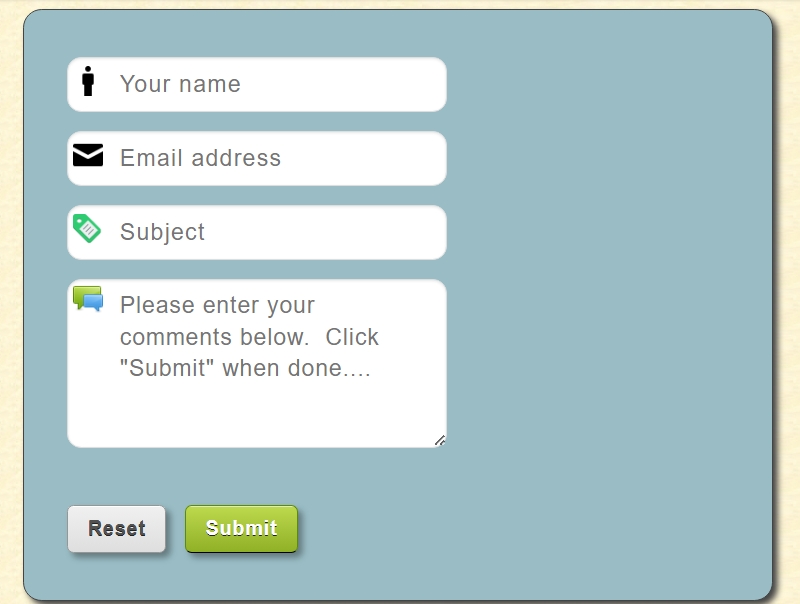 Your name
Email address
Subject
Please enter your
comments below.  Click
"Submit" when done....
Reset
Submit